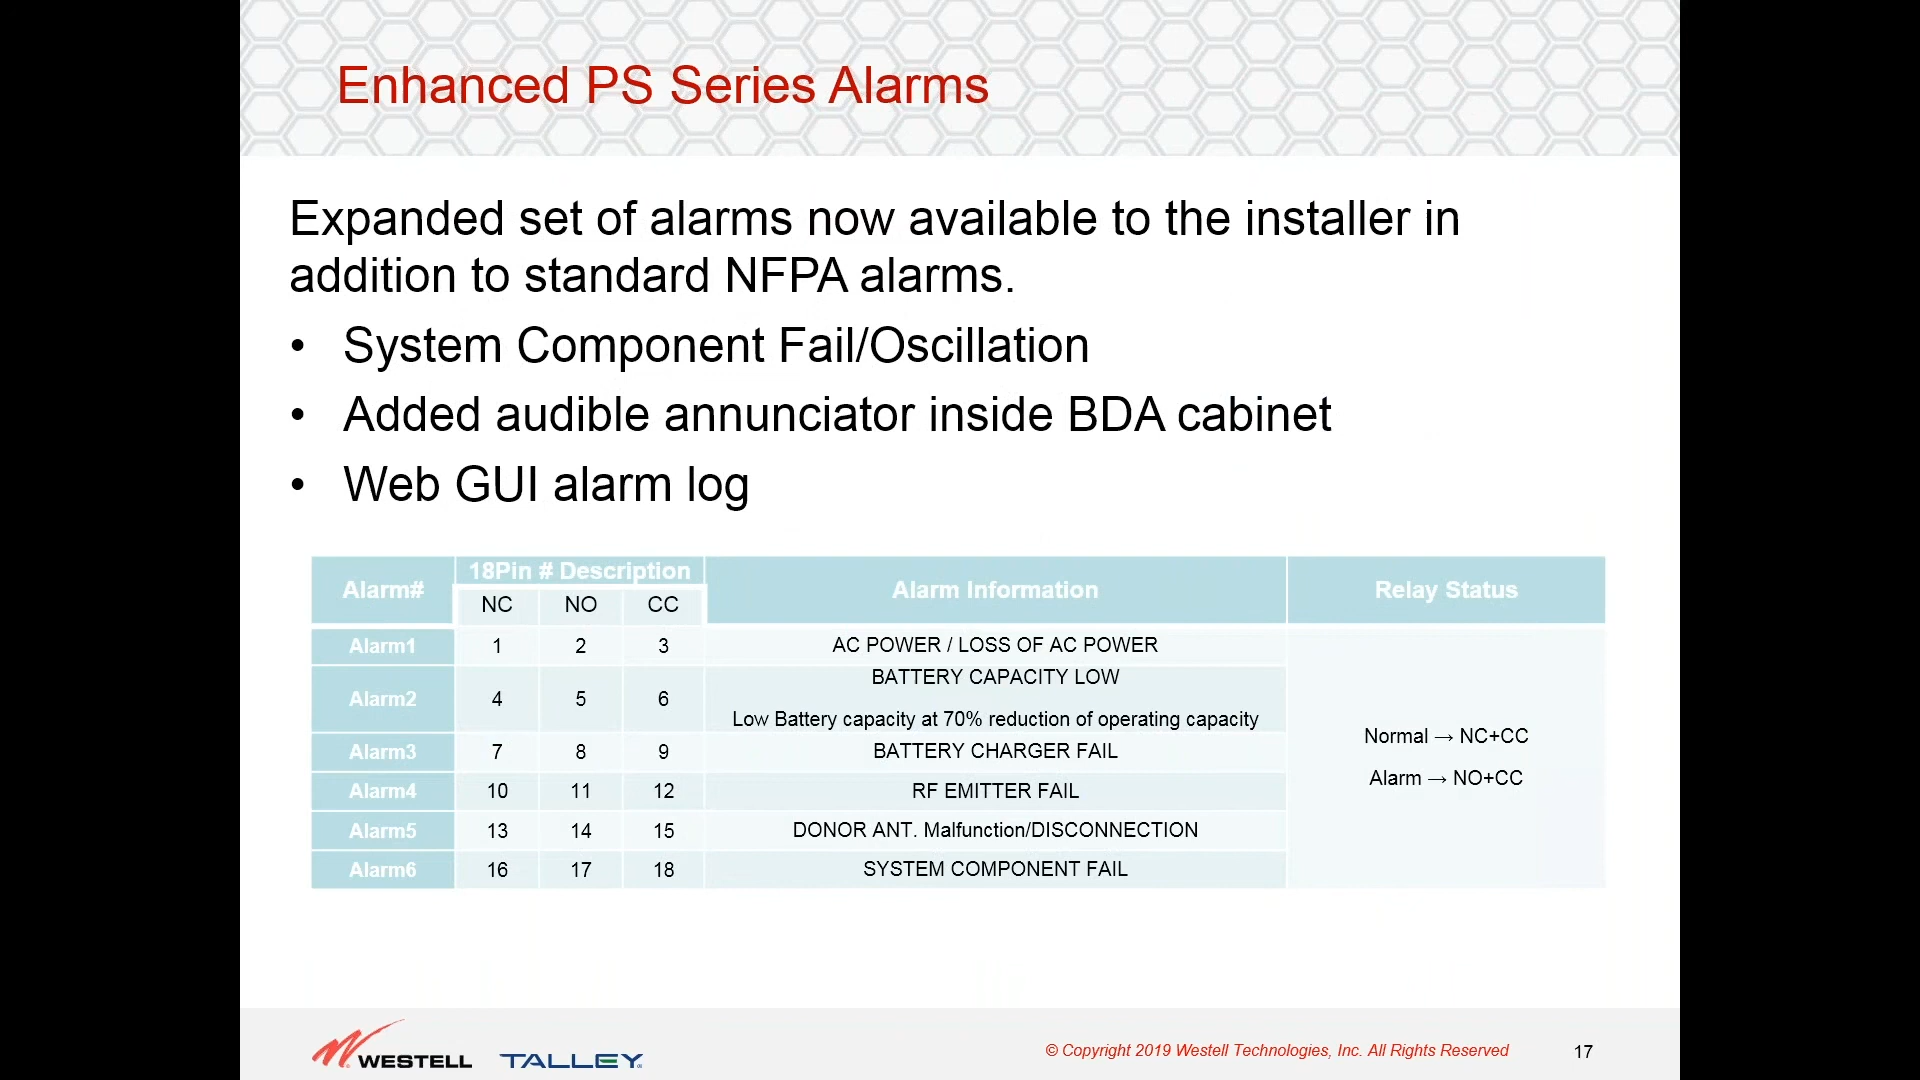 Enhanced PS Series Alarms
Expanded set of alarms now available to the installer in
addition to standard NFPA alarms.
• System Component Fail/Oscillation
• Added audible annunciator inside BDA cabinet
• Web GUI alarm log
Alarm# 18Pin # Description Alarm Information Relay Status
NC NO CC
Alarm1 1 2 3 AC POWER / LOSS OF AC POWER
Alarm2 4 5 6 BATTERY CAPACITY LOW
Low Battery capacity at 70% reduction of operating capacity
Alarm3 7 8 9 BATTERY CHARGER FAIL
Normal → NC+CC
Alarm → NO+CC
Alarm4 10 11 12 RF EMITTER FAIL
Alarm5 13 14 15 DONOR ANT. Malfunction/DISCONNECTION
Alarm6 16 17 18 SYSTEM COMPONENT FAIL
WESTELL TALLEY
© Copyright 2019 Westell Technologies, Inc. All Rights Reserved 17